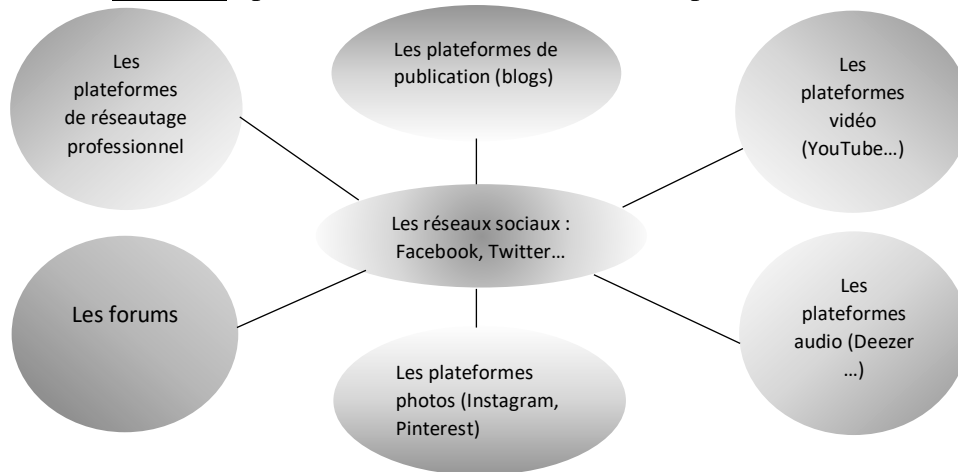 Les
plateformes
de réseautage
professionnel
Les plateformes de
publication (blogs)
Les
plateformes
vidéo
(YouTube…)
Les réseaux sociaux :
Facebook, Twitter…
Les forums
Les plateformes
photos (Instagram,
Pinterest)
Les
plateformes
audio (Deezer
…)